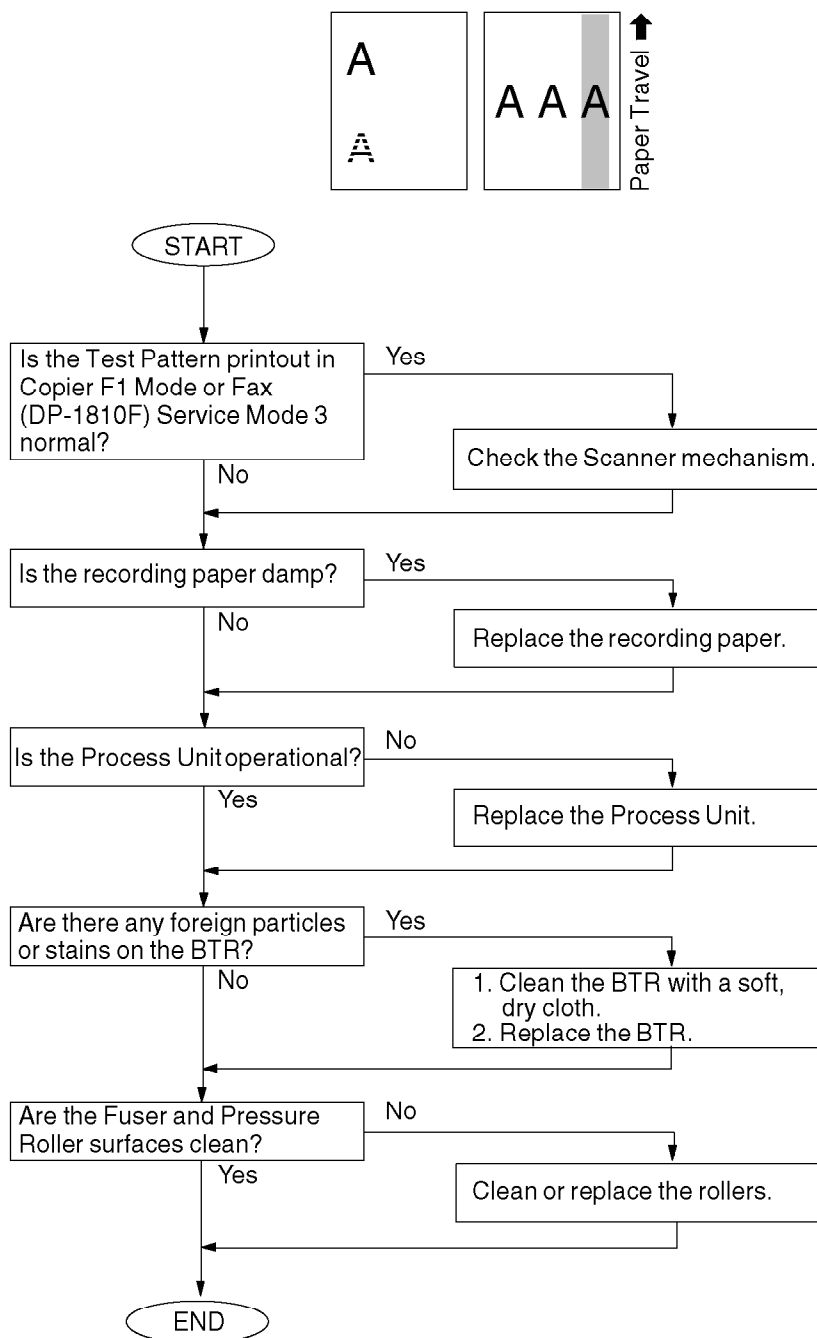 A
A
A A A
Paper Travel
START
Is the Test Pattern printout in
Copier F1 Mode or Fax
(DP-1810F) Service Mode 3
normal?
Yes
No
Check the Scanner mechanism.
Is the recording paper damp?
Yes
No
Replace the recording paper.
Is the Process Unit operational?
No
Yes
Replace the Process Unit.
Are there any foreign particles
or stains on the BTR?
Yes
No
1. Clean the BTR with a soft,
dry cloth.
2. Replace the BTR.
Are the Fuser and Pressure
Roller surfaces clean?
No
Yes
Clean or replace the rollers.
END